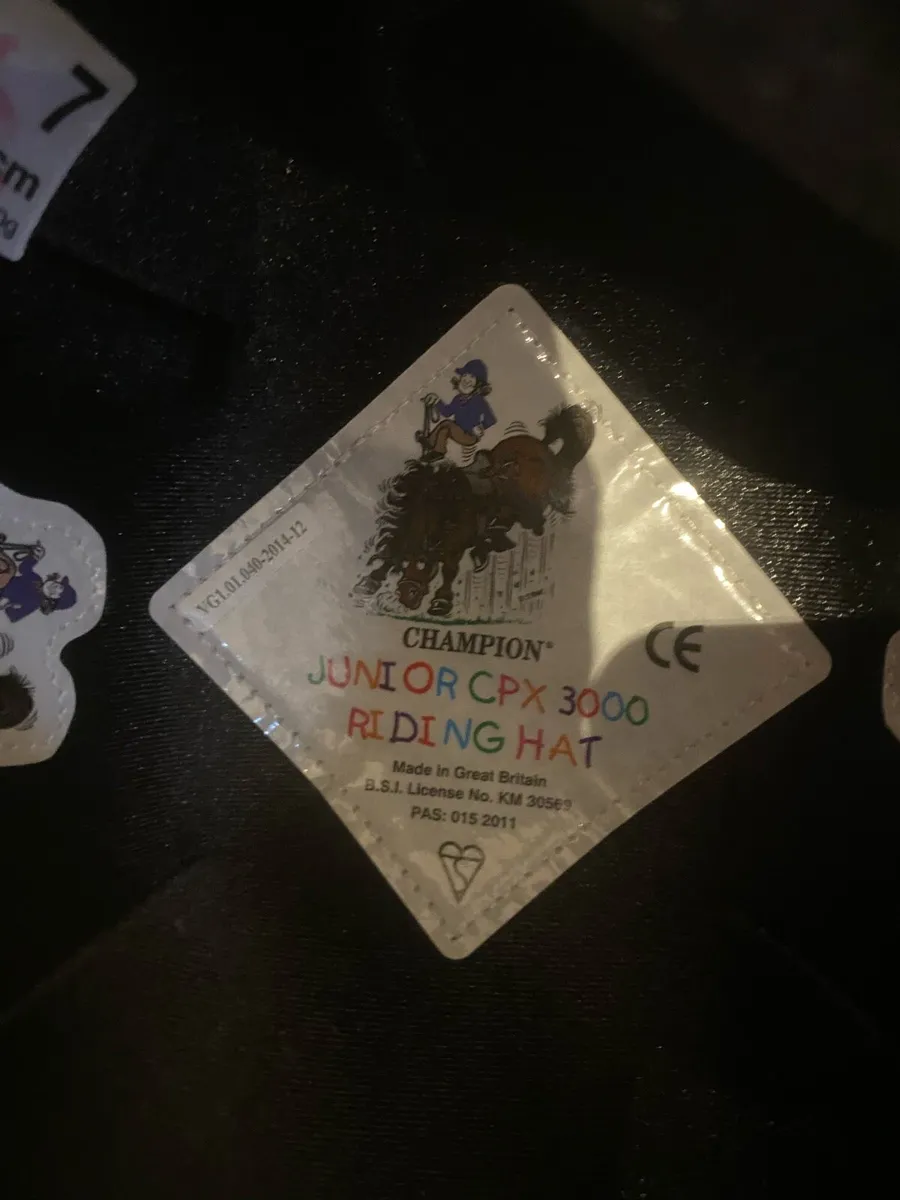 7
cm
VG1.01.040-2014-12
CHAMPION®
JUNIOR CPX 3000
RIDING HAT
CE
Made in Great Britain
B.S.I. License No. KM 30569
PAS: 015 2011